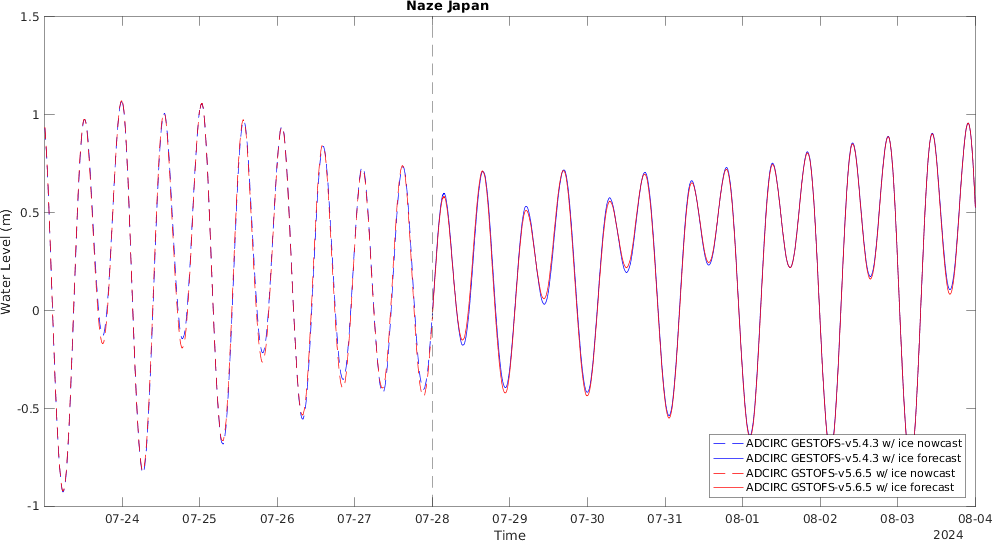 Naze Japan
1.5
1
0.5
0
-0.5
-1
Water Level (m)
ADCIRC GESTOFS-v5.4.3 w/ ice nowcast
ADCIRC GESTOFS-v5.4.3 w/ ice forecast
ADCIRC GSTOFS-v5.6.5 w/ ice nowcast
ADCIRC GSTOFS-v5.6.5 w/ ice forecast
07-24 07-25 07-26 07-27 07-28 07-29 07-30 07-31 08-01 08-02 08-03 08-04
Time
2024